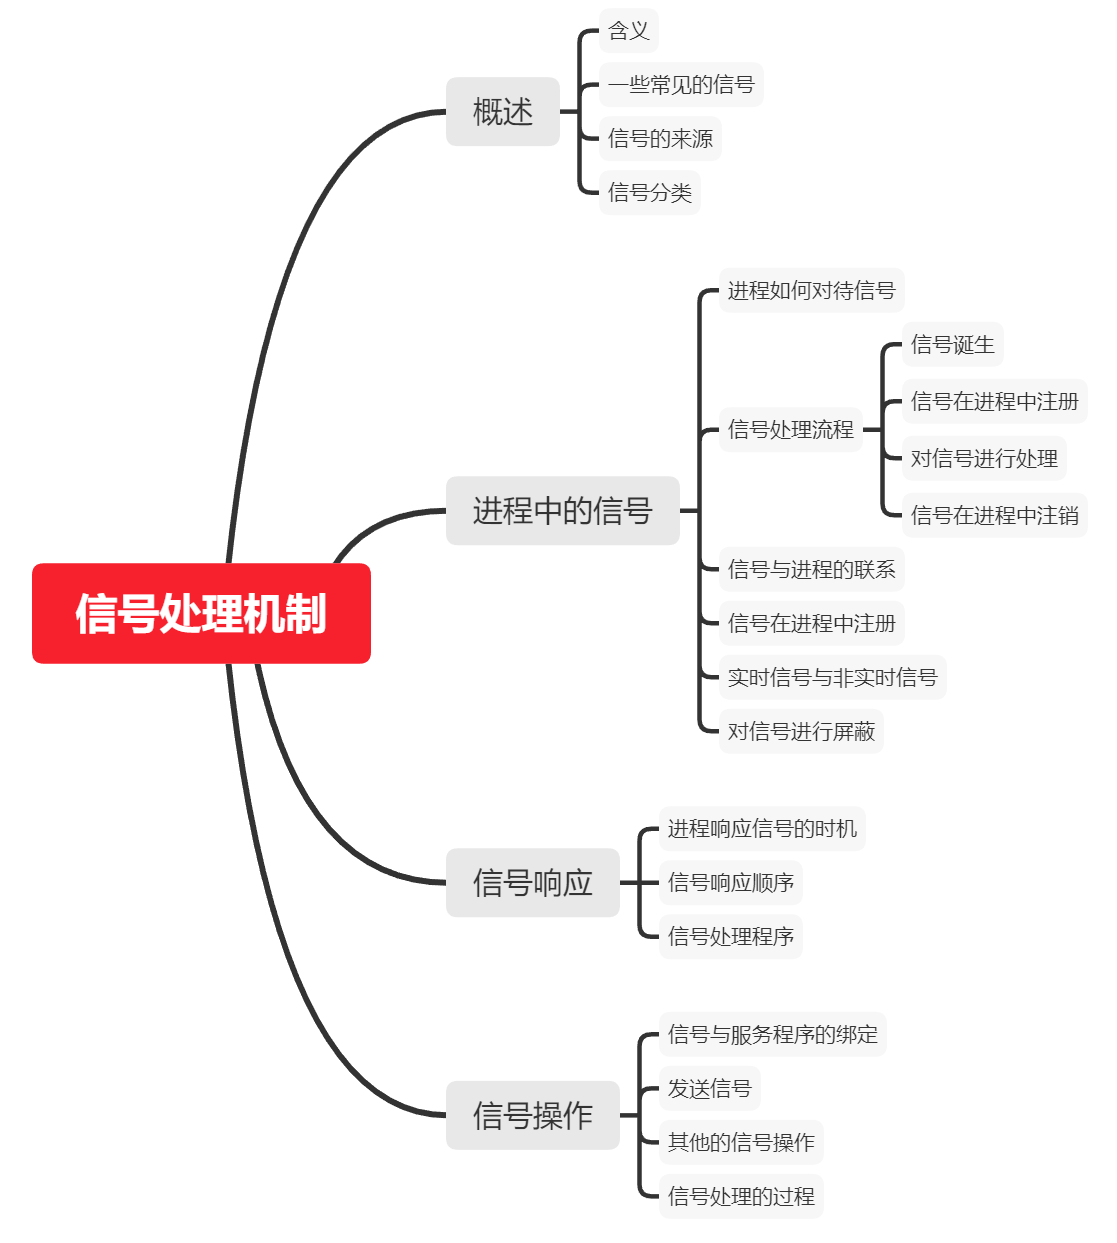 信号处理机制
概述
含义
一些常见的信号
信号的来源
信号分类
进程中的信号
进程如何对待信号
信号处理流程
信号诞生
信号在进程中注册
对信号进行处理
信号在进程中注销
信号与进程的联系
信号在进程中注册
实时信号与非实时信号
对信号进行屏蔽
信号响应
进程响应信号的时机
信号响应顺序
信号处理程序
信号操作
信号与服务程序的绑定
发送信号
其他的信号操作
信号处理的过程